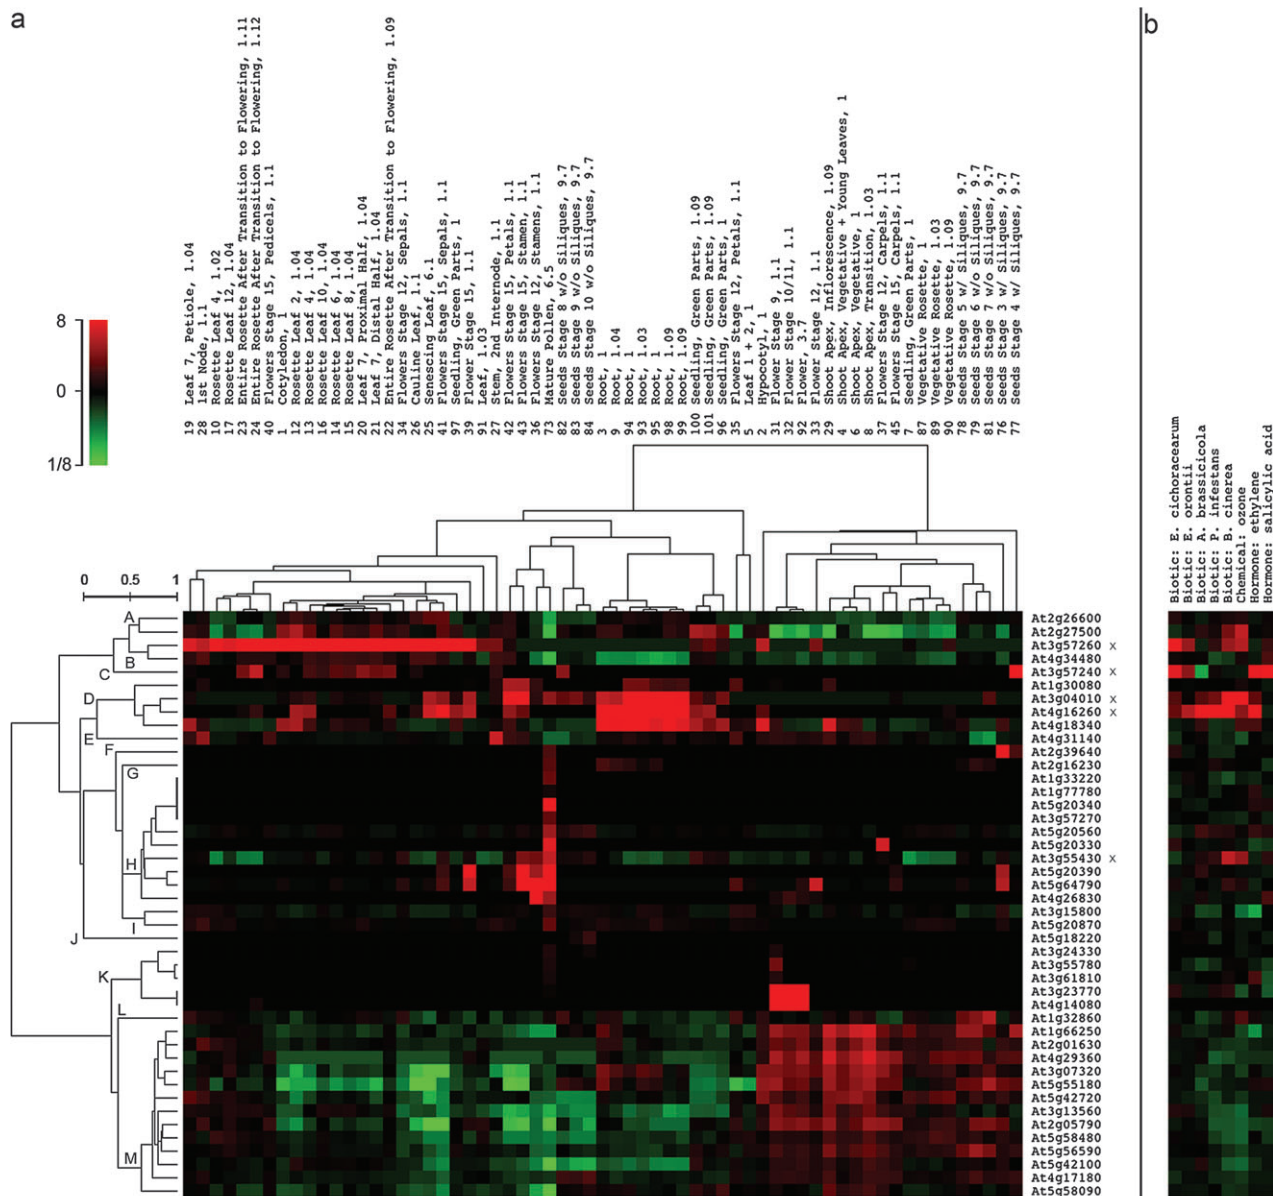 a
b
19 Leaf 7, Petiole, 1.04
28 1st Node, 1.1
10 Rosette Leaf 4, 1.02
17 Rosette Leaf 12, 1.04
23 Entire Rosette After Transition to Flowering, 1.11
24 Entire Rosette After Transition to Flowering, 1.12
40 Flowers Stage 15, Pedicels, 1.1
1 Cotyledon, 1
12 Rosette Leaf 2, 1.04
13 Rosette Leaf 4, 1.04
16 Rosette Leaf 10, 1.04
14 Rosette Leaf 6, 1.04
15 Rosette Leaf 8, 1.04
20 Leaf 7, Proximal Half, 1.04
21 Leaf 7, Distal Half, 1.04
22 Entire Rosette After Transition to Flowering, 1.09
34 Flowers Stage 12, Sepals, 1.1
26 Cauline Leaf, 1.1
25 Senescing Leaf, 6.1
41 Flowers Stage 15, Sepals, 1.1
97 Seedling, Green Parts, 1
39 Flower Stage 15, 1.1
91 Leaf, 1.03
27 Stem, 2nd Internode, 1.1
42 Flowers Stage 15, Petals, 1.1
43 Flowers Stage 15, Stamen, 1.1
36 Flowers Stage 12, Stamens, 1.1
73 Mature Pollen, 6.5
82 Seeds Stage 8 w/o Siliques, 9.7
83 Seeds Stage 9 w/o Siliques, 9.7
84 Seeds Stage 10 w/o Siliques, 9.7
3 Root, 1
9 Root, 1.04
94 Root, 1
93 Root, 1.03
95 Root, 1
98 Root, 1.09
99 Root, 1.09
100 Seedling, Green Parts, 1.09
101 Seedling, Green Parts, 1.09
96 Seedling, Green Parts, 1
35 Flowers Stage 12, Petals, 1.1
5 Leaf 1 + 2, 1
2 Hypocotyl, 1
31 Flower Stage 9, 1.1
32 Flower Stage 10/11, 1.1
92 Flower, 3.7
33 Flower Stage 12, 1.1
29 Shoot Apex, Inflorescence, 1.09
4 Shoot Apex, Vegetative + Young Leaves, 1
6 Shoot Apex, Vegetative, 1
8 Shoot Apex, Transition, 1.03
37 Flowers Stage 12, Carpels, 1.1
45 Flowers Stage 15, Carpels, 1.1
7 Seedling, Green Parts, 1
87 Vegetative Rosette, 1
89 Vegetative Rosette, 1.03
90 Vegetative Rosette, 1.09
78 Seeds Stage 5 w/ Siliques, 9.7
79 Seeds Stage 6 w/o Siliques, 9.7
81 Seeds Stage 7 w/o Siliques, 9.7
76 Seeds Stage 3 w/ Siliques, 9.7
77 Seeds Stage 4 w/ Siliques, 9.7
8
0
1/8
Biotic: E. cichoracearum
Biotic: E. orontii
Biotic: A. brassicicola
Biotic: P. infestans
Biotic: B. cinerea
Chemical: ozone
Hormone: ethylene
Hormone: salicylic acid
0 0.5 1
A
B
C
D
E
F
G
H
I
J
K
L
M
At2g26600
At2g27500
At3g57260 x
At4g34480
At3g57240 x
At1g30080
At3g04010 x
At4g16260 x
At4g18340
At4g31140
At2g39640
At2g16230
At1g33220
At1g77780
At5g20340
At3g57270
At5g20560
At5g20330
At3g55430 x
At5g20390
At5g64790
At4g26830
At3g15800
At5g20870
At5g18220
At3g24330
At3g55780
At3g61810
At3g23770
At4g14080
At1g32860
At1g66250
At2g01630
At4g29360
At3g07320
At5g55180
At5g42720
At3g13560
At2g05790
At5g58480
At5g56590
At5g42100
At4g17180
At5g58090